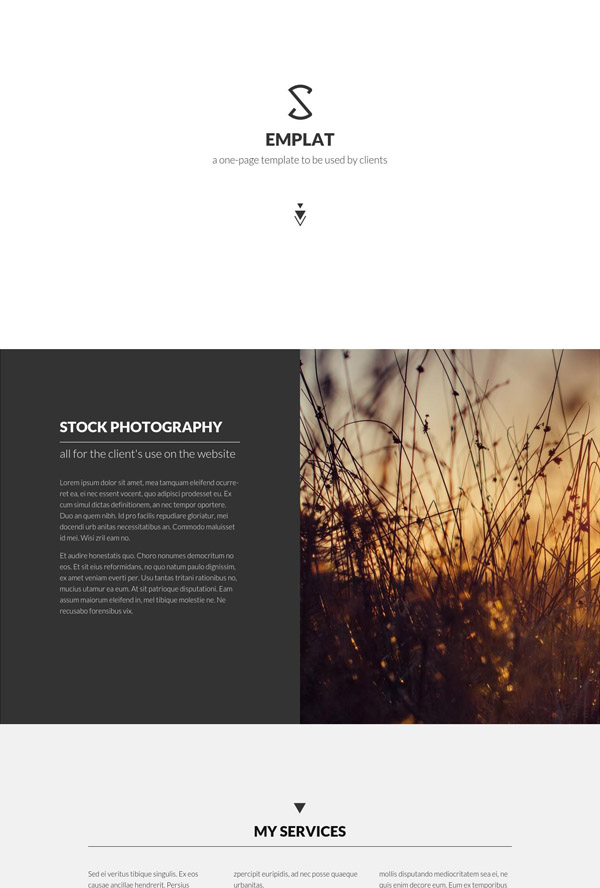 S
EMPLAT
a one-page template to be used by clients
STOCK PHOTOGRAPHY
all for the client's use on the website
Lorem ipsum dolor sit amet, mea tamquam eleifend ocurre-
ret ea, ei nec essent vocent, quo adipisci prodesset eu. Ex
cum simul dictas definitionem, an nec tempor oportere.
Duo an quem nibh. Id pro facilis repudiare gloriatur, mei
docendi urb anitas necessitatibus an. Commodo maluisset
id mei. Wisi zril eam no.
Et audire honestatis quo. Choro nonumes democritum no
eos. Et sit eius reformidans, no quo natum paulo dignissim,
ex amet veniam everti per. Usu tantas tritani rationibus no,
mucius utamur ea eum. At sit patrioque disputationi. Eam
assum maiorum eleifend in, mel tibique molestie ne. Ne
recusabo forensibus vix.
MY SERVICES
Sed ei veritus tibique singulis. Ex eos
causae ancillae hendrerit. Persius
zpercipit euripidis, ad nec posse quaeque
urbanitas.
mollis disputando mediocritatem sea ei, ne
quis enim decore eum. Eum ex temporibus